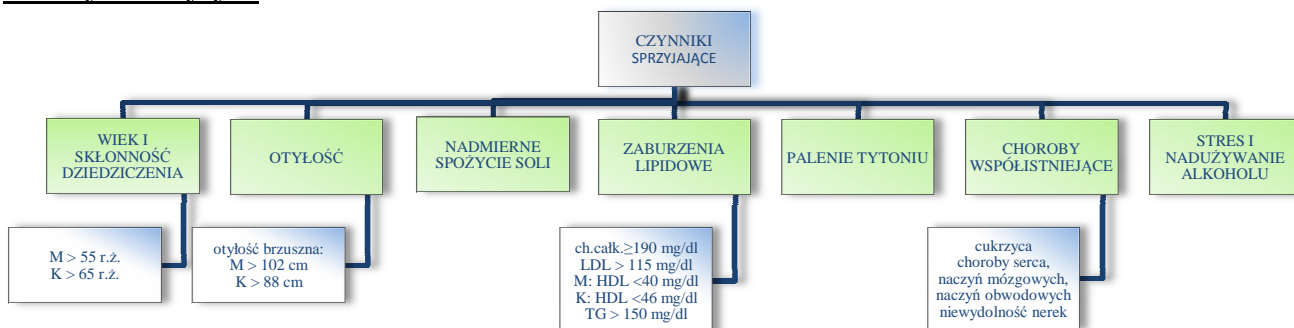 CZYNNIKI
SPRZYJAJĄCE
WIEK I
SKŁONNOŚĆ
DZIEDZICZENIA
OTYŁOŚĆ
NADMIERNE
SPOŻYCIE SOLI
ZABURZENIA
LIPIDOWE
PALENIE TYTONIU
CHOROBY
WSPÓŁISTNIEJĄCE
STRES I
NADUŻYWANIE
ALKOHOLU
M > 55 r.ż.
K > 65 r.ż.
otyłość brzuszna:
M > 102 cm
K > 88 cm
ch.całk.≥190 mg/dl
LDL > 115 mg/dl
M: HDL <40 mg/dl
K: HDL <46 mg/dl
TG > 150 mg/dl
cukrzyca
choroby serca,
naczyń mózgowych,
naczyń obwodowych
niewydolność nerek